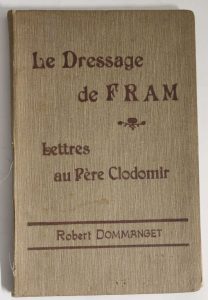 Le Dressage
de FRAM
Lettres
au Père Clodomir
Robert DOMMANGET